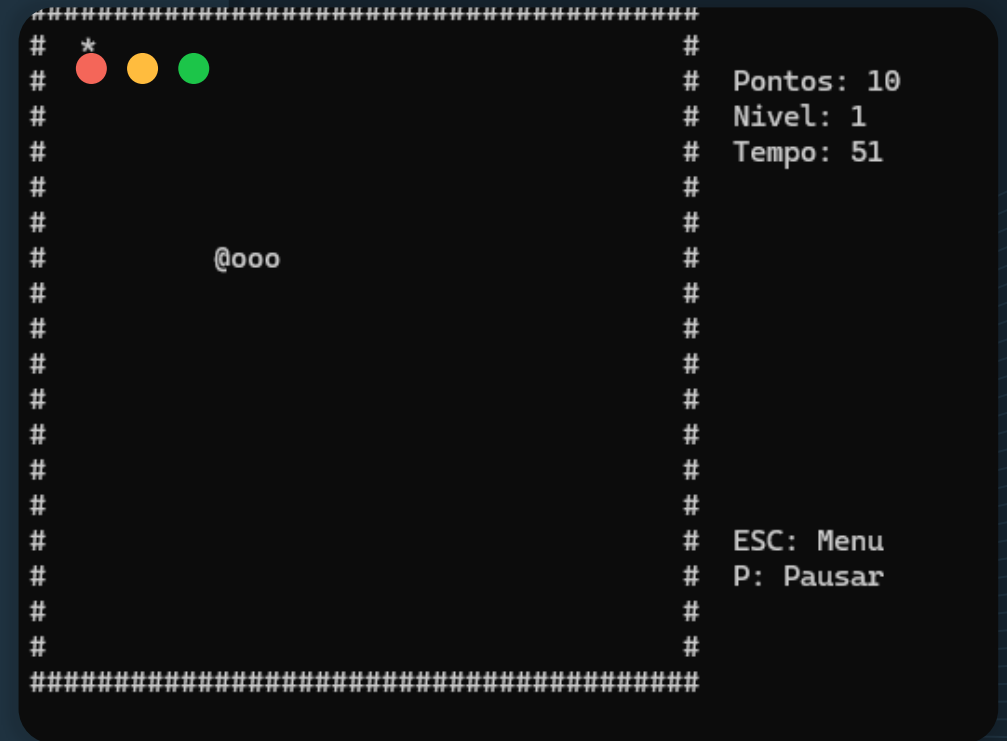 ########################################
#  *                                   #
#                                      #  Pontos: 10
#                                      #  Nivel: 1
#                                      #  Tempo: 51
#                                      #
#                                      #
#          @ooo                        #
#                                      #
#                                      #
#                                      #
#                                      #
#                                      #
#                                      #
#                                      #
#                                      #  ESC: Menu
#                                      #  P: Pausar
#                                      #
#                                      #
########################################